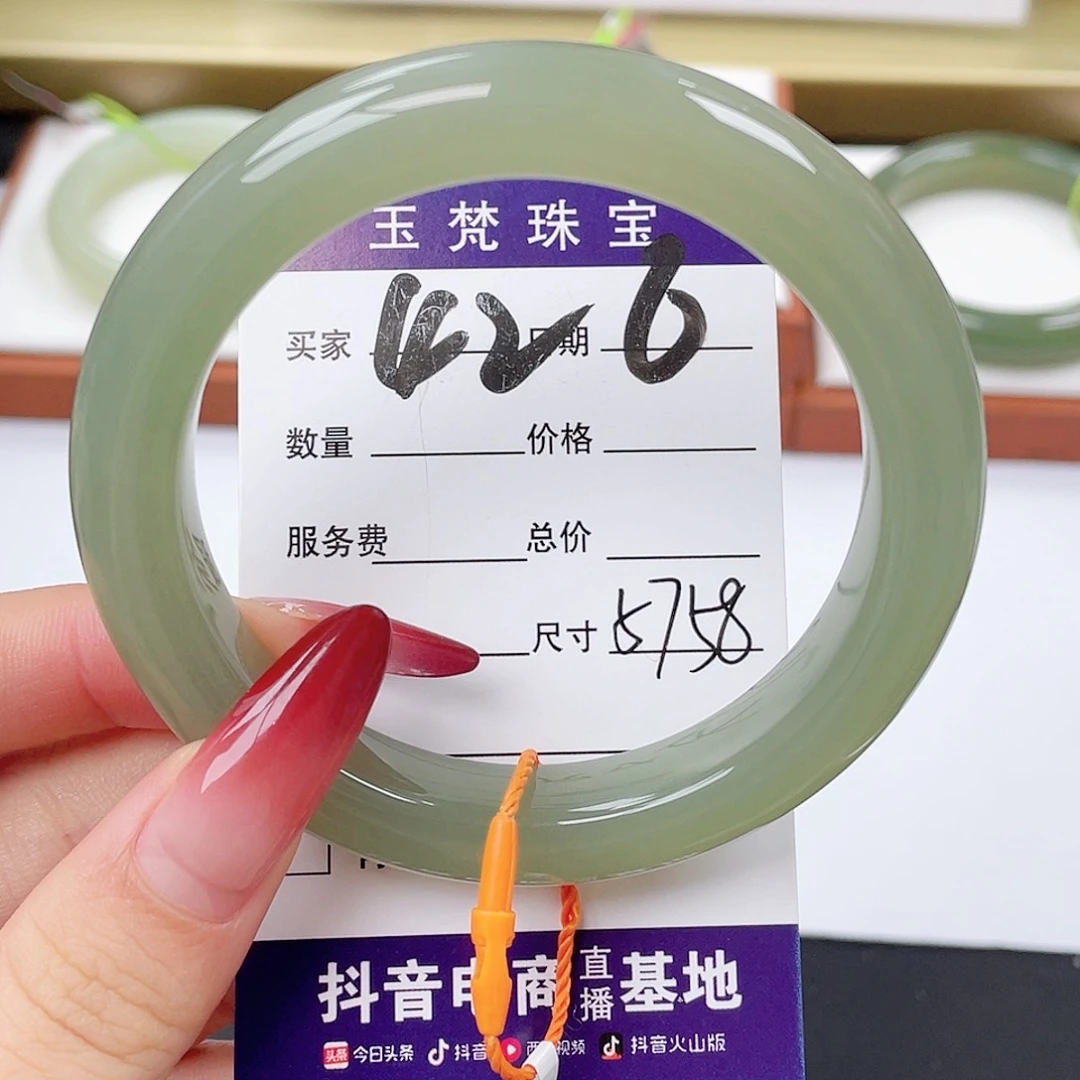 玉梵珠宝
买家 426 日期
数量 价格
服务费 总价
尺寸 5758
抖音电商直播基地
头条 今日头条 抖音 西瓜视频 抖音火山版